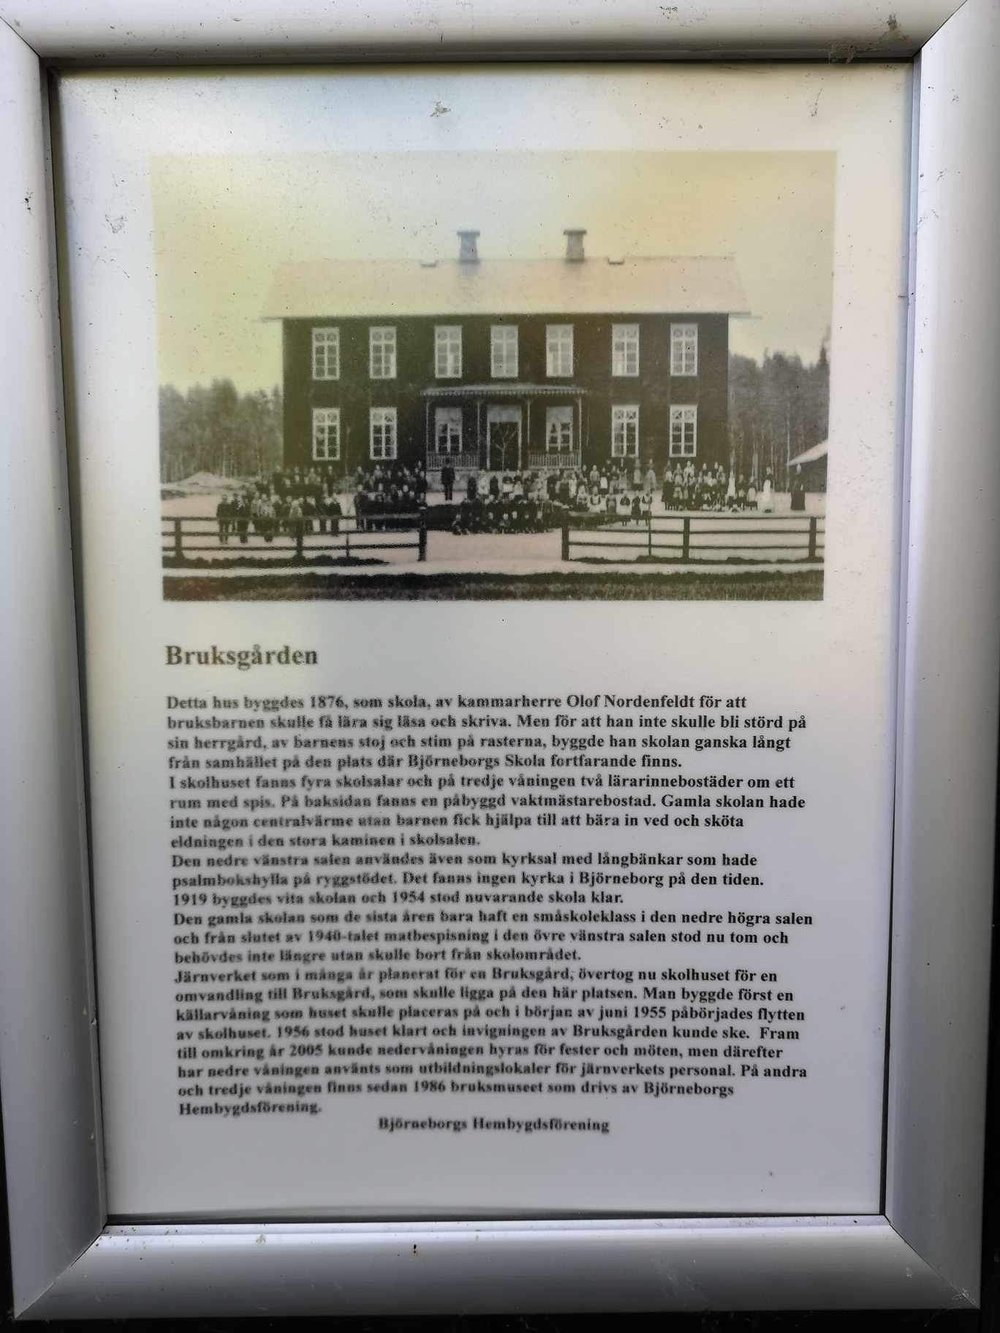 Bruksgården
Detta hus byggdes 1876, som skola, av kammarherre Olof Nordenfeldt för att
bruksbarnen skulle få lära sig läsa och skriva. Men för att han inte skulle bli störd på
sin herrgård, av barnens stoj och stim på rasterna, byggde han skolan ganska långt
från samhället på den plats där Björneborgs Skola fortfarande finns.
I skolhuset fanns fyra skolsalar och på tredje våningen två lärarinnebostäder om ett
rum med spis. På baksidan fanns en påbyggd vaktmästarebostad. Gamla skolan hade
inte någon centralvärme utan barnen fick hjälpa till att bära in ved och sköta
eldningen i den stora kaminen i skolsalen.
Den nedre vänstra salen användes även som kyrksal med långbänkar som hade
psalmbokshylla på ryggstödet. Det fanns ingen kyrka i Björneborg på den tiden.
1919 byggdes vita skolan och 1954 stod nuvarande skola klar.
Den gamla skolan som de sista åren bara haft en småskoleklass i den nedre högra salen
och från slutet av 1940-talet matbespisning i den övre vänstra salen stod nu tom och
behövdes inte längre utan skulle bort från skolområdet.
Järnverket som i många år planerat för en Bruksgård, övertog nu skolhuset för en
omvandling till Bruksgård, som skulle ligga på den här platsen. Man byggde först en
källarvåning som huset skulle placeras på och i början av juni 1955 påbörjades flytten
av skolhuset. 1956 stod huset klart och invigningen av Bruksgården kunde ske. Fram
till omkring år 2005 kunde nedervåningen hyras för fester och möten, men därefter
har nedre våningen använts som utbildningslokaler för järnverkets personal. På andra
och tredje våningen finns sedan 1986 bruksmuseet som drivs av Björneborgs
Hembygdsförening.
Björneborgs Hembygdsförening